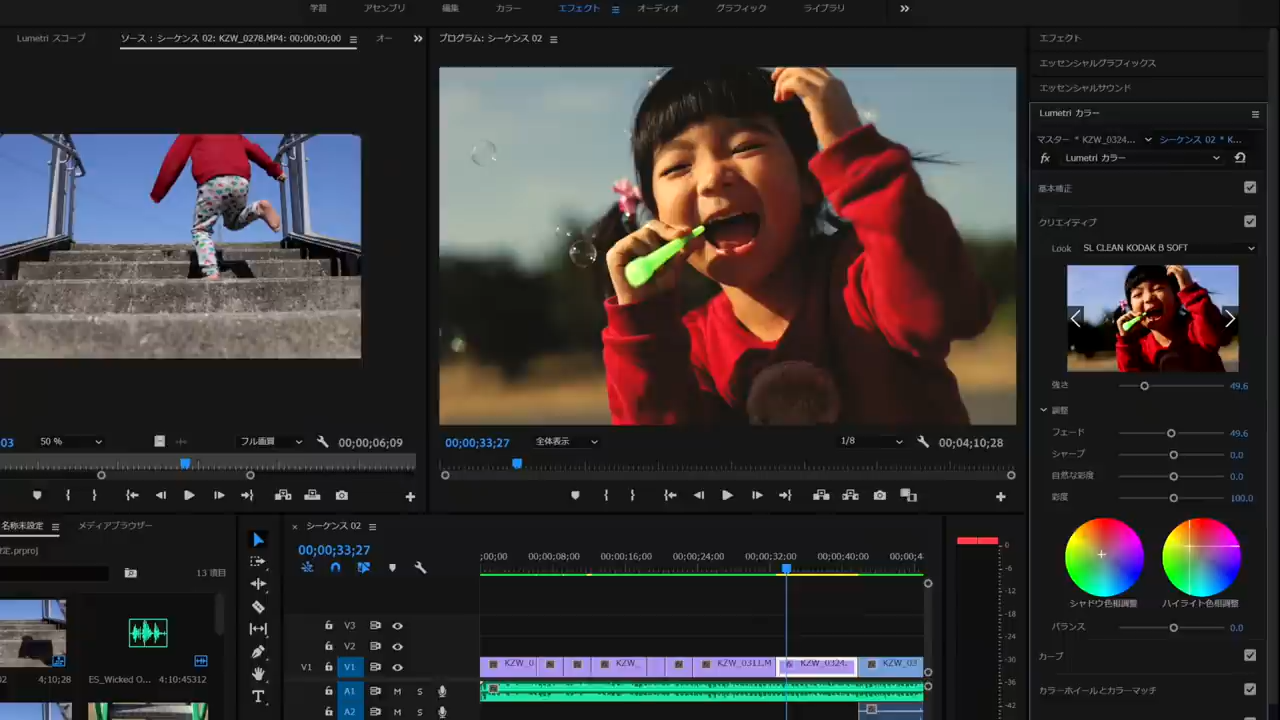 学習 アセンブリ 編集 カラー エフェクト オーディオ グラフィック ライブラリ
Lumetri スコープ ソース : シーケンス 02: KZW_0278.MP4: 00;00;00;00 オー
プログラム: シーケンス 02
エフェクト
エッセンシャルグラフィックス
エッセンシャルサウンド
Lumetri カラー
マスター * KZW_0324... シーケンス 02 * K...
fx Lumetri カラー
基本補正
クリエイティブ
Look SL CLEAN KODAK B SOFT
強さ 49.6
調整
フェード 49.6
シャープ 0.0
自然な彩度 0.0
彩度 100.0
シャドウ色相調整 ハイライト色相調整
バランス 0.0
カーブ
カラーホイールとカラーマッチ
03 50 % フル画質 00;00;06;09
00;00;33;27 全体表示 1/8 00;04;10;28
名称未設定 メディアブラウザー
定.prproj
13 項目
02 4;10;28 ES_Wicked O... 4:10:45312
× シーケンス 02
00;00;33;27
;00;00 00;00;08;00 00;00;16;00 00;00;24;00 00;00;32;00 00;00;40;00 00;00;4
V3
V2
V1 V1 KZW_0 KZW_ KZW_0313.M KZW_0324. KZW_03
A1 M S
A2 M S
0
-6
-12
-18
-24
-30
-36
-42